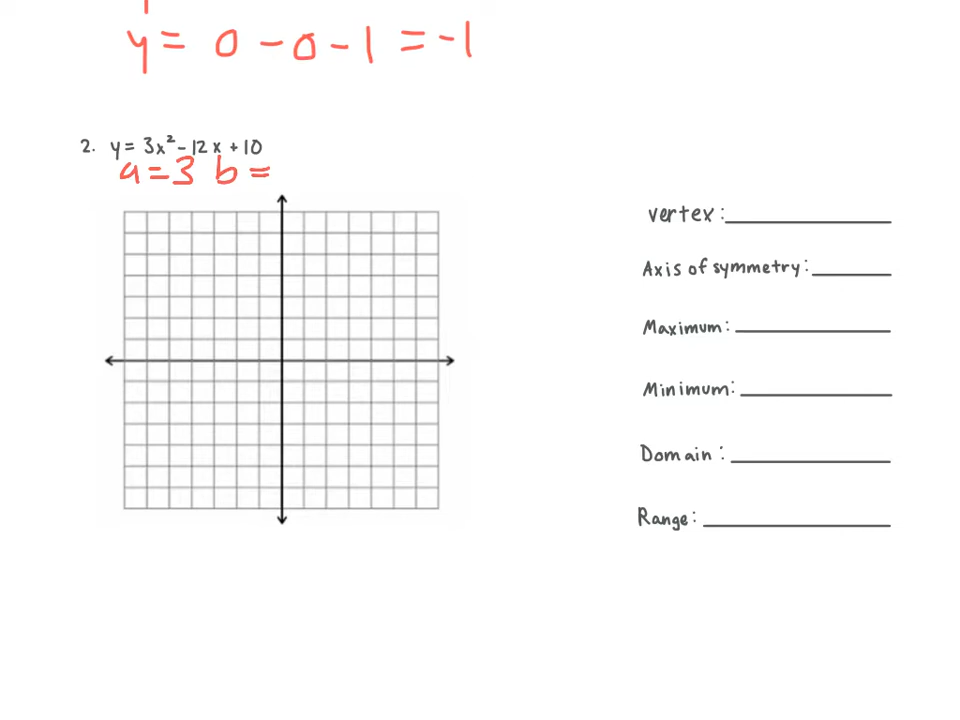 y = 0 - 0 - 1 = -1
2. y = 3x² - 12x + 10
a = 3 b =
vertex:
Axis of symmetry:
Maximum:
Minimum:
Domain:
Range: